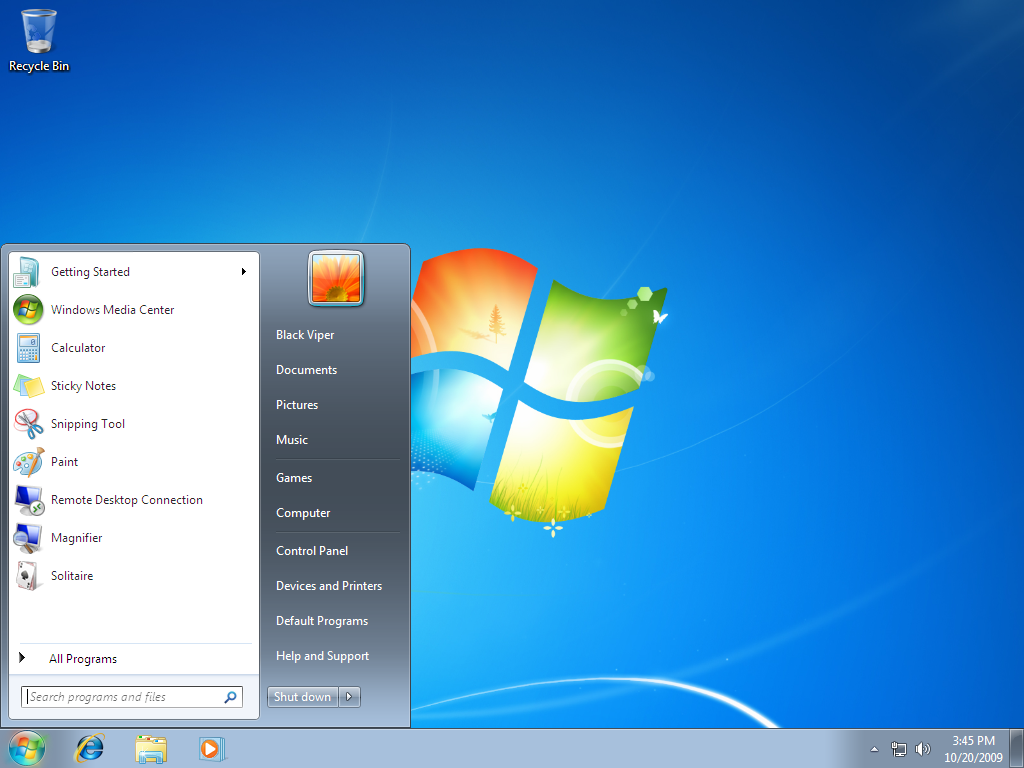 Recycle Bin
Getting Started
Windows Media Center
Calculator
Sticky Notes
Snipping Tool
Paint
Remote Desktop Connection
Magnifier
Solitaire
All Programs
Search programs and files
Black Viper
Documents
Pictures
Music
Games
Computer
Control Panel
Devices and Printers
Default Programs
Help and Support
Shut down
3:45 PM
10/20/2009